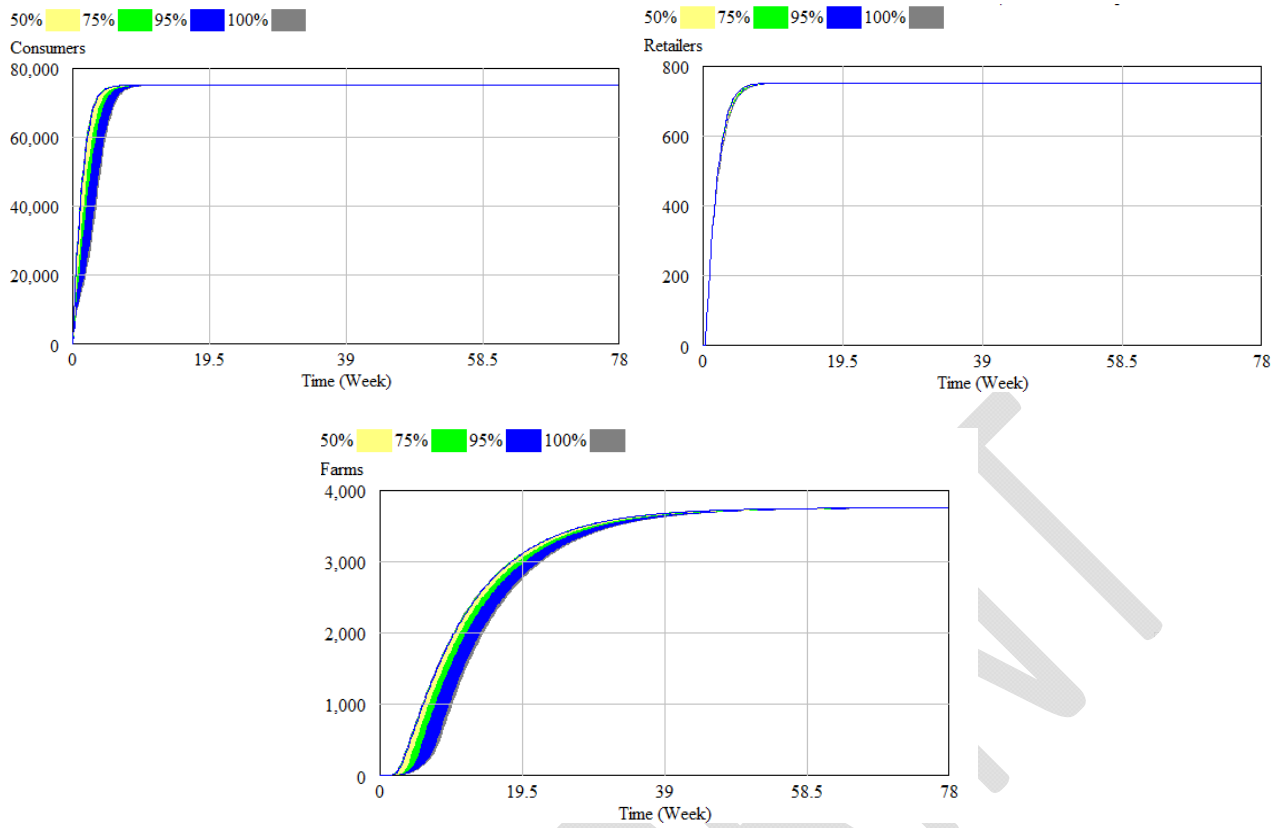 50% 75% 95% 100%
Consumers
80,000
60,000
40,000
20,000
0
0 19.5 39 58.5 78
Time (Week)
50% 75% 95% 100%
Retailers
800
600
400
200
0
0 19.5 39 58.5 78
Time (Week)
50% 75% 95% 100%
Farms
4,000
3,000
2,000
1,000
0
0 19.5 39 58.5 78
Time (Week)